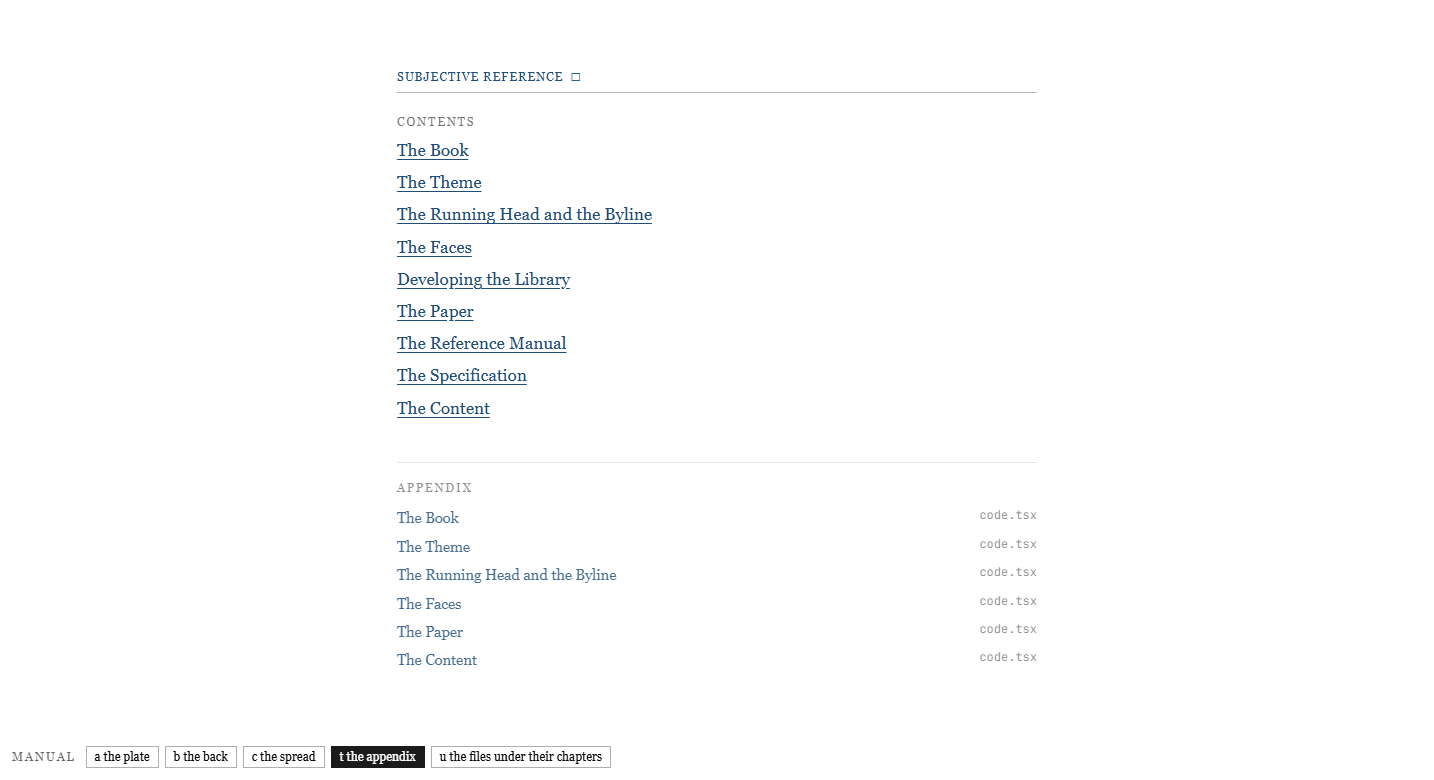 SUBJECTIVE REFERENCE
CONTENTS
The Book
The Theme
The Running Head and the Byline
The Faces
Developing the Library
The Paper
The Reference Manual
The Specification
The Content
APPENDIX
The Book code.tsx
The Theme code.tsx
The Running Head and the Byline code.tsx
The Faces code.tsx
The Paper code.tsx
The Content code.tsx
MANUAL a the plate b the back c the spread t the appendix u the files under their chapters